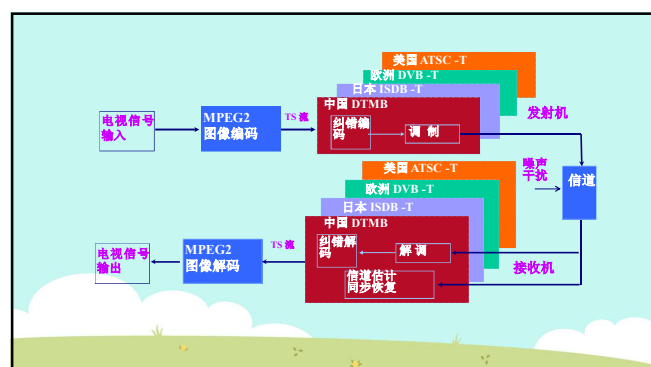 美国 ATSC -T
欧洲 DVB -T
日本 ISDB -T
中国 DTMB
电视信号
输入
MPEG2
图像编码
TS 流
纠错编
码
调 制
发射机
噪声
干扰
信道
美国 ATSC -T
欧洲 DVB -T
日本 ISDB -T
中国 DTMB
电视信号
输出
MPEG2
图像解码
TS 流
纠错解
码
解 调
信道估计
同步恢复
接收机